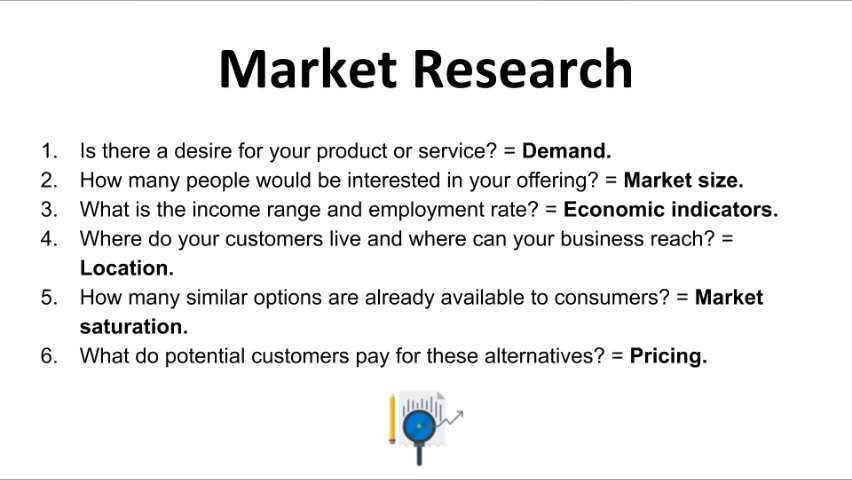 Market Research
1. Is there a desire for your product or service? = Demand.
2. How many people would be interested in your offering? = Market size.
3. What is the income range and employment rate? = Economic indicators.
4. Where do your customers live and where can your business reach? =
Location.
5. How many similar options are already available to consumers? = Market
saturation.
6. What do potential customers pay for these alternatives? = Pricing.